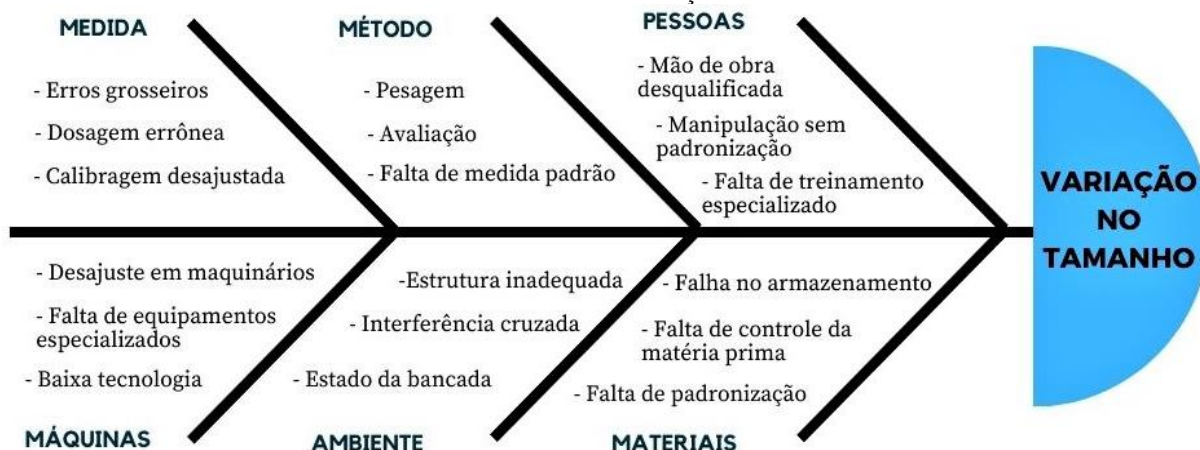 MEDIDA
- Erros grosseiros
- Dosagem errônea
- Calibragem desajustada
MÉTODO
- Pesagem
- Avaliação
- Falta de medida padrão
PESSOAS
- Mão de obra
desqualificada
- Manipulação sem
padronização
- Falta de treinamento
especializado
VARIAÇÃO
NO
TAMANHO
- Desajuste em maquinários
- Falta de equipamentos
especializados
- Baixa tecnologia
MÁQUINAS
-Estrutura inadequada
- Interferência cruzada
- Estado da bancada
AMBIENTE
- Falha no armazenamento
- Falta de controle da
matéria prima
- Falta de padronização
MATERIAIS